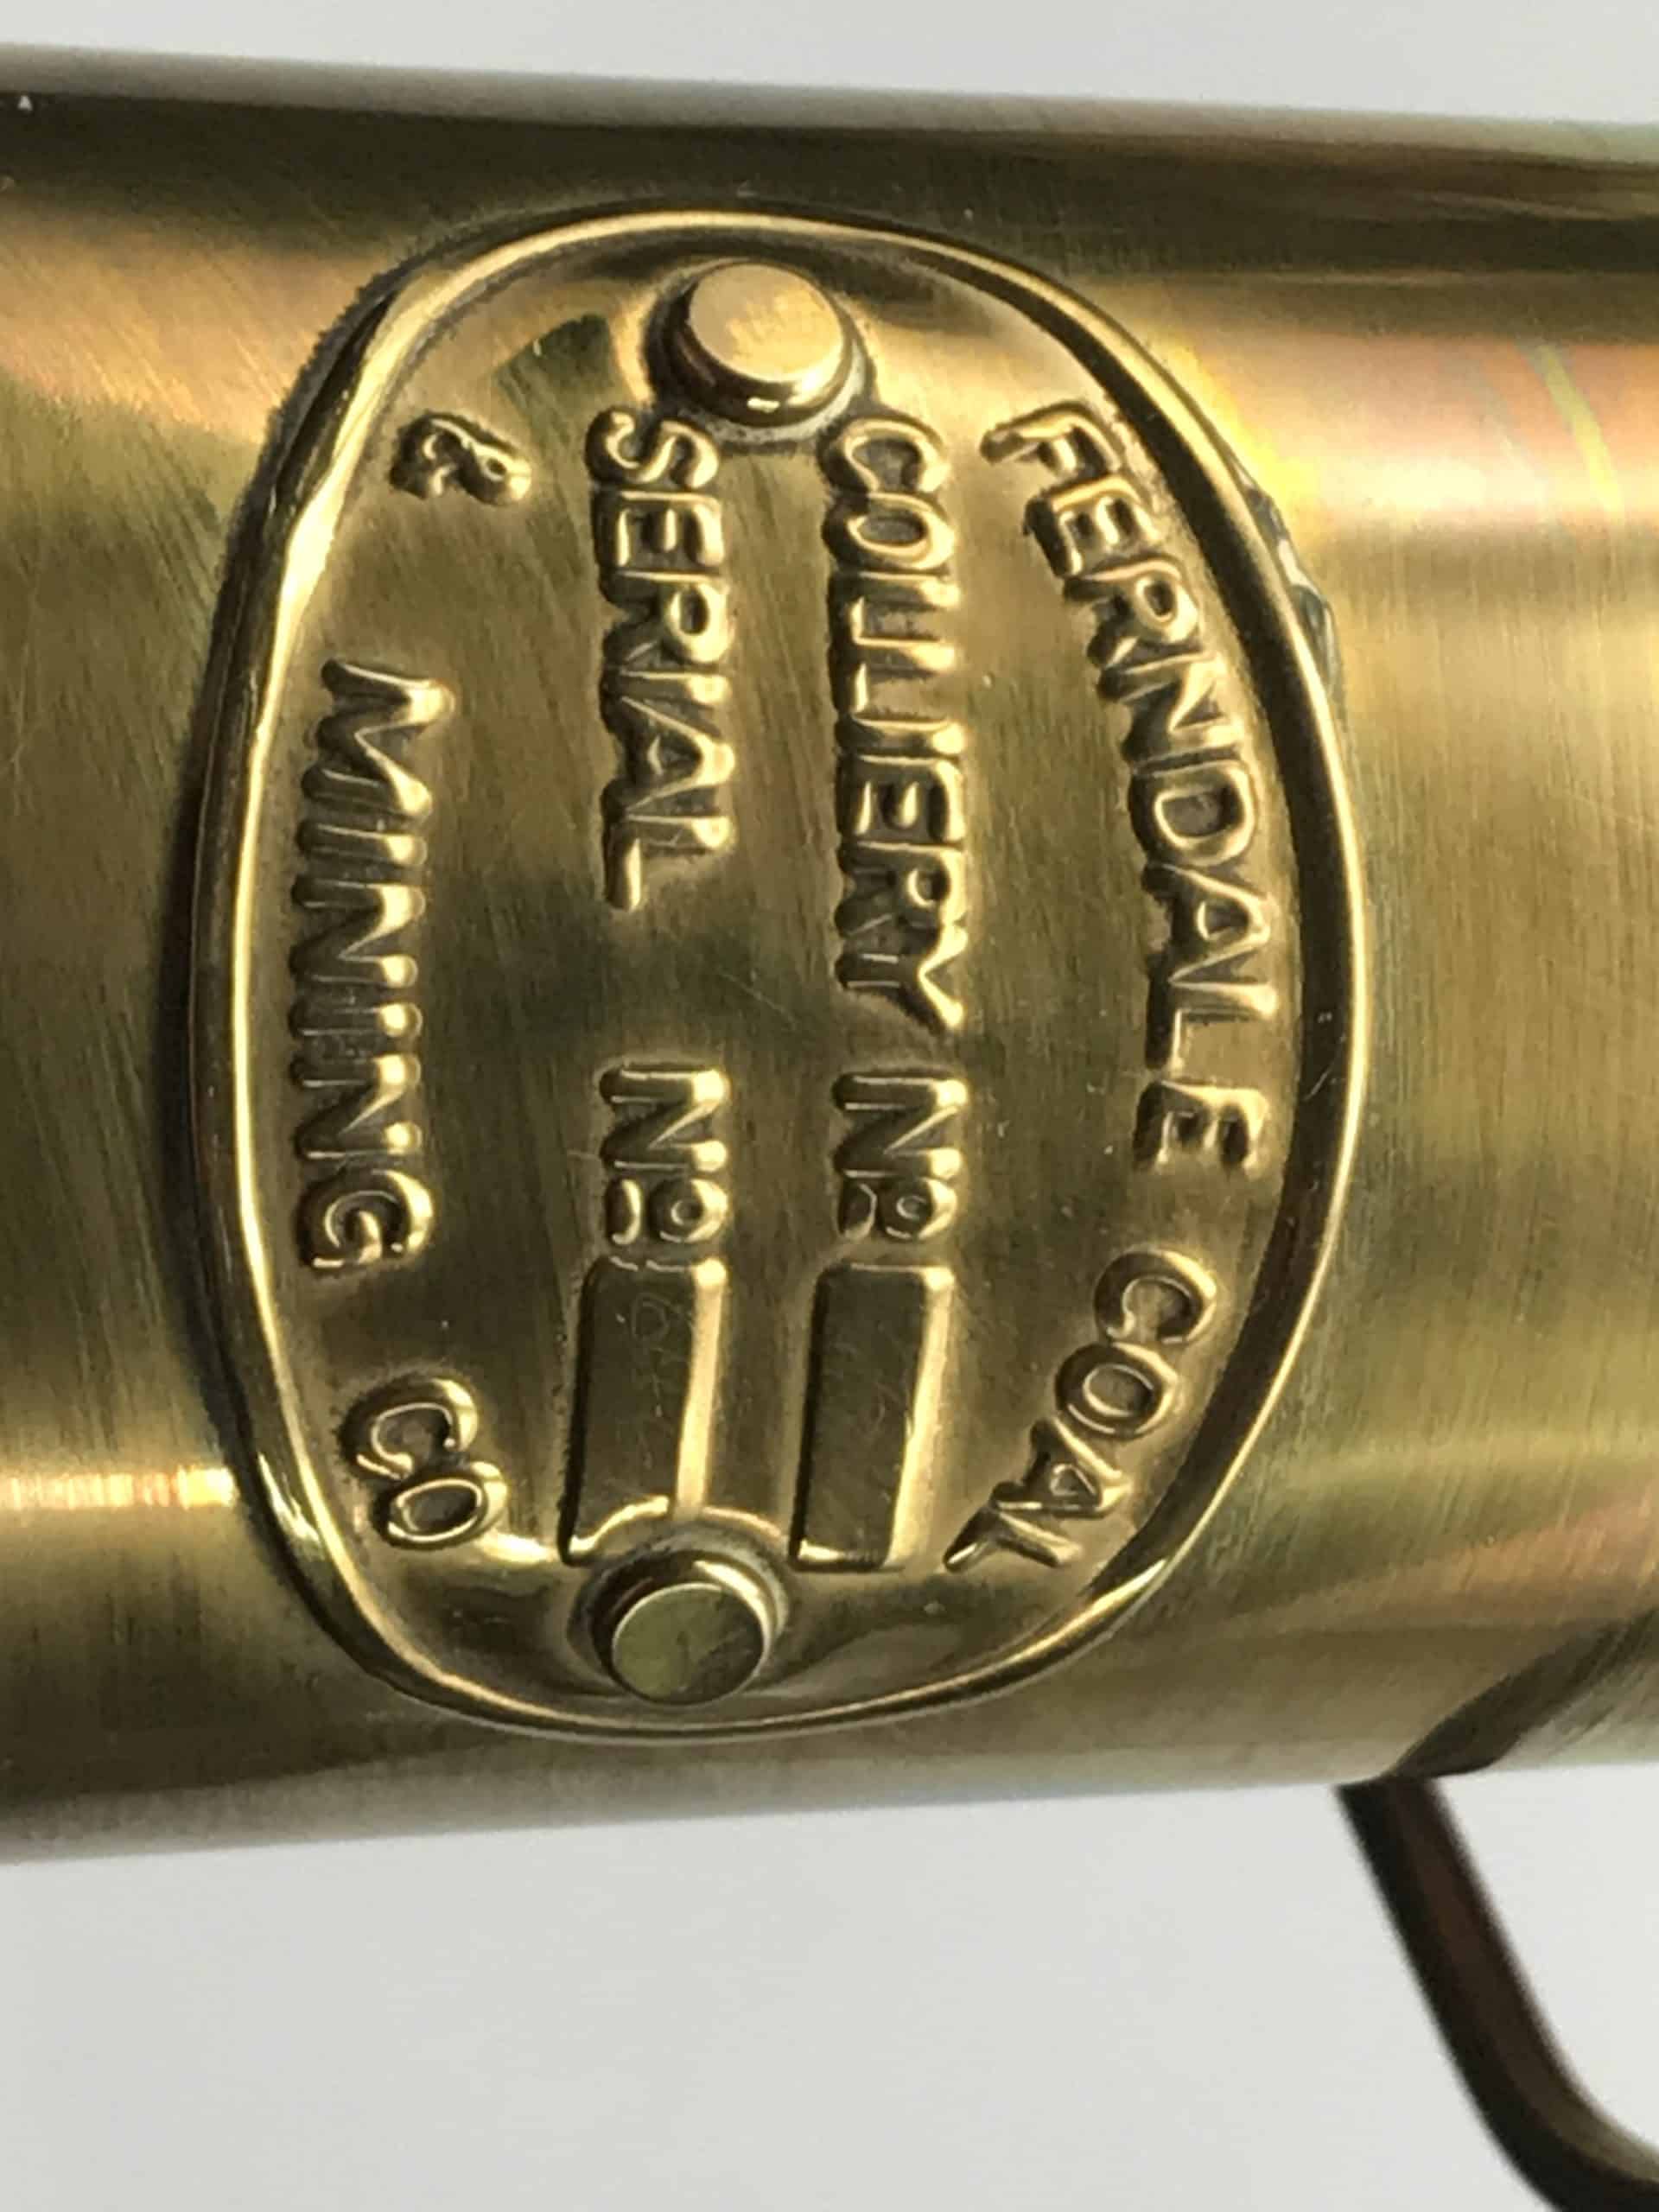 FERNDALE COAL
COLLIERY Nº
SERIAL Nº
& MINING CO